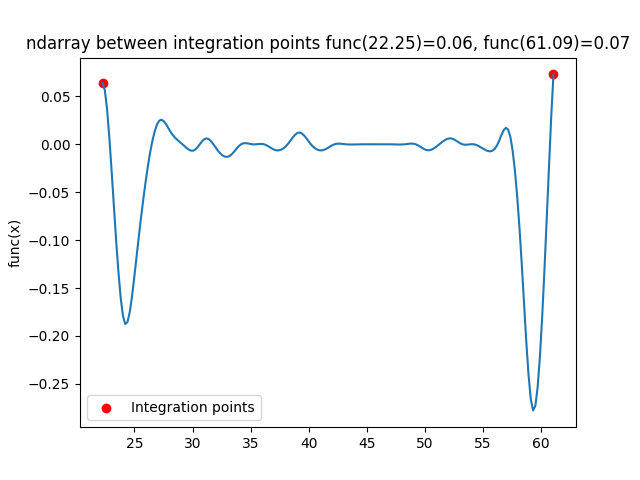 ndarray between integration points func(22.25)=0.06, func(61.09)=0.07
func(x)
0.05
0.00
−0.05
−0.10
−0.15
−0.20
−0.25
Integration points
25 30 35 40 45 50 55 60